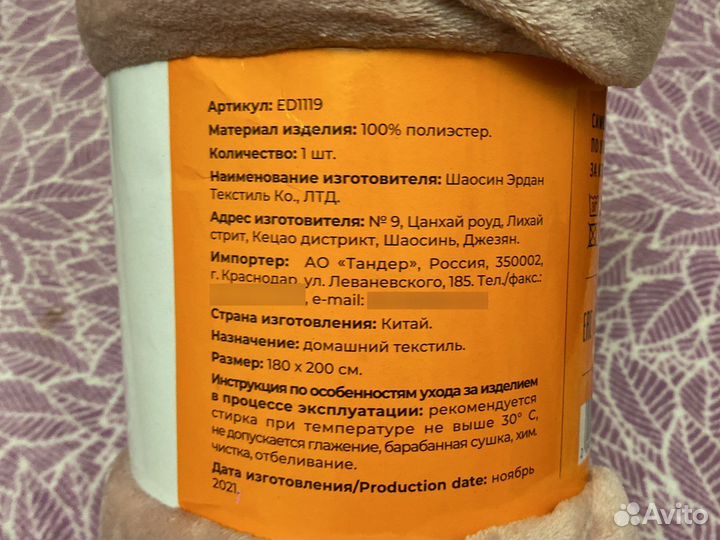 Артикул: ED1119
Материал изделия: 100% полиэстер.
Количество: 1 шт.
Наименование изготовителя: Шаосин Эрдан
Текстиль Ко., ЛТД.
Адрес изготовителя: № 9, Цанхай роуд, Лихай
стрит, Кецао дистрикт, Шаосинь, Джезян.
Импортер: АО «Тандер», Россия, 350002,
г. Краснодар, ул. Леваневского, 185. Тел./факс.:
, e-mail:
Страна изготовления: Китай.
Назначение: домашний текстиль.
Размер: 180 x 200 см.
Инструкция по особенностям ухода за изделием
в процессе эксплуатации: рекомендуется
стирка при температуре не выше 30° С,
не допускается глажение, барабанная сушка, хим.
чистка, отбеливание.
Дата изготовления/Production date: ноябрь
2021.
ПО
ЗА
EAC
Avito